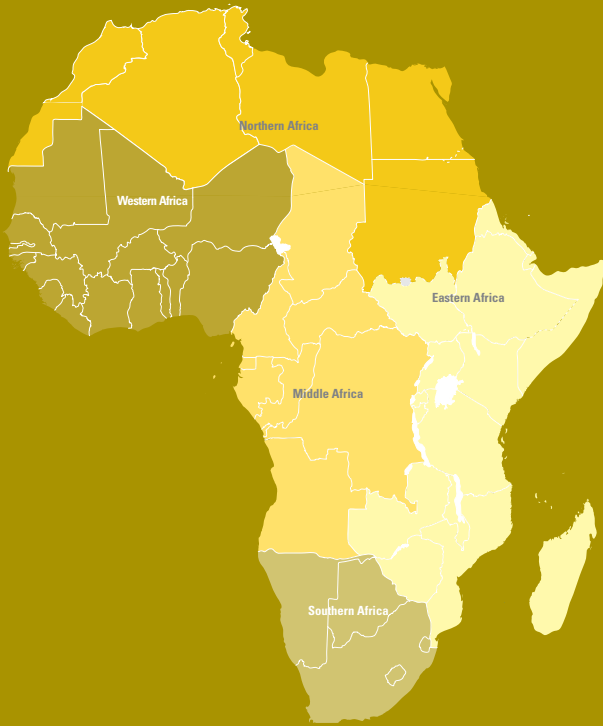 Northern Africa
Western Africa
Eastern Africa
Middle Africa
Southern Africa